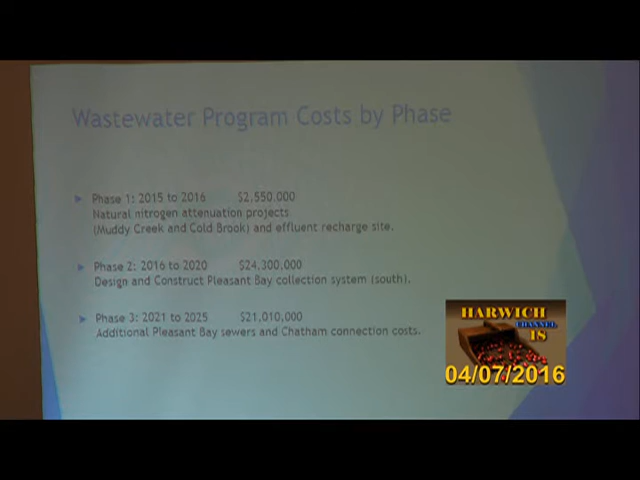 Wastewater Program Costs by Phase
Phase 1: 2015 to 2016 $2,550,000
Natural nitrogen attenuation projects
(Muddy Creek and Cold Brook) and effluent recharge site.
Phase 2: 2016 to 2020 $24,300,000
Design and Construct Pleasant Bay collection system (south).
Phase 3: 2021 to 2025 $21,010,000
Additional Pleasant Bay sewers and Chatham connection costs.
HARWICH
CHANNEL
18
04/07/2016